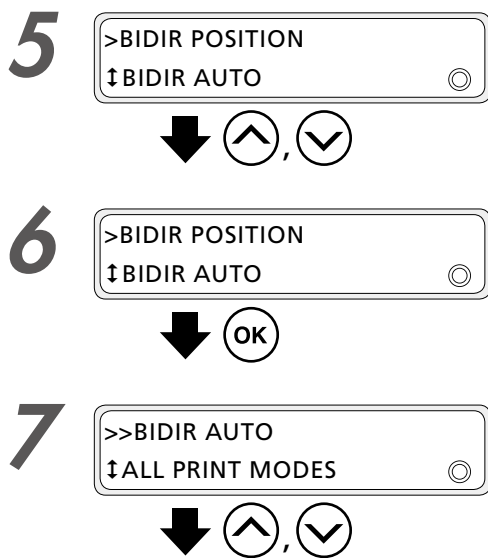 5
>BIDIR POSITION
↕BIDIR AUTO
,
6
>BIDIR POSITION
↕BIDIR AUTO
OK
7
>>BIDIR AUTO
↕ALL PRINT MODES
,